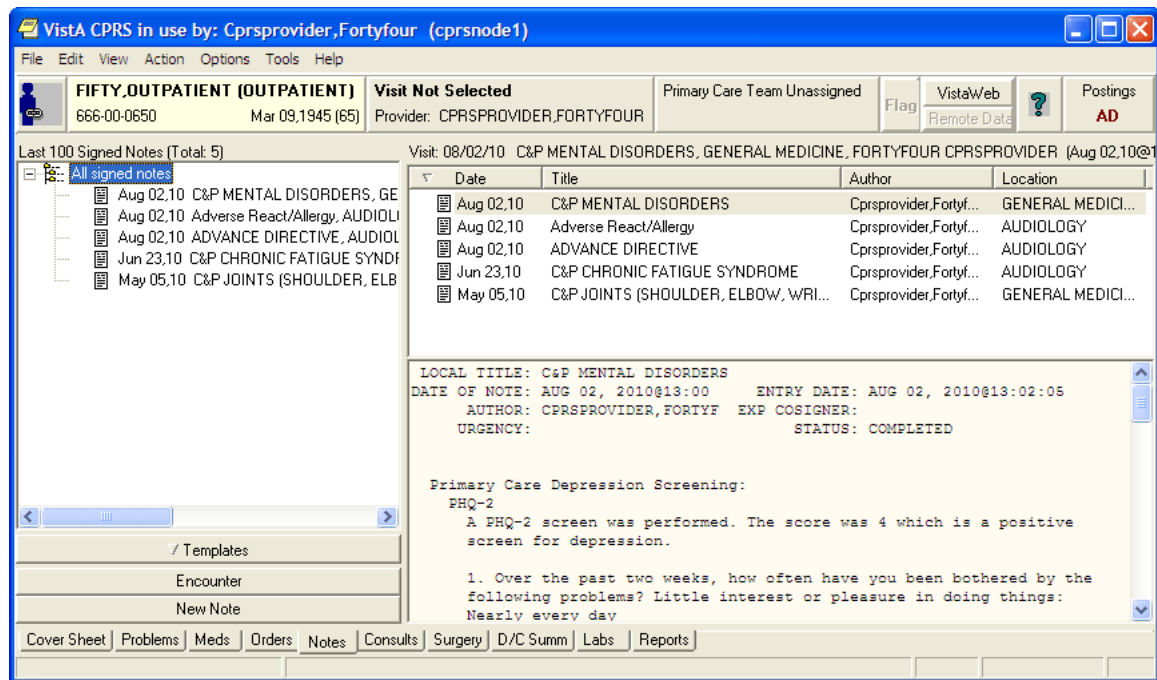 VistA CPRS in use by: Cprsprovider,Fortyfour (cprsnode1)
File Edit View Action Options Tools Help
FIFTY,OUTPATIENT (OUTPATIENT) Visit Not Selected Primary Care Team Unassigned Flag VistaWeb ? Postings
666-00-0650 Mar 09,1945 (65) Provider: CPRSPROVIDER,FORTYFOUR Remote Data AD
Last 100 Signed Notes (Total: 5) Visit: 08/02/10 C&P MENTAL DISORDERS, GENERAL MEDICINE, FORTYFOUR CPRSPROVIDER (Aug 02,10@1
All signed notes
Aug 02,10 C&P MENTAL DISORDERS, GE
Aug 02,10 Adverse React/Allergy, AUDIOL
Aug 02,10 ADVANCE DIRECTIVE, AUDIOL
Jun 23,10 C&P CHRONIC FATIGUE SYNDF
May 05,10 C&P JOINTS (SHOULDER, ELB
Date Title Author Location
Aug 02,10 C&P MENTAL DISORDERS Cprsprovider,Fortyf... GENERAL MEDICI...
Aug 02,10 Adverse React/Allergy Cprsprovider,Fortyf... AUDIOLOGY
Aug 02,10 ADVANCE DIRECTIVE Cprsprovider,Fortyf... AUDIOLOGY
Jun 23,10 C&P CHRONIC FATIGUE SYNDROME Cprsprovider,Fortyf... AUDIOLOGY
May 05,10 C&P JOINTS (SHOULDER, ELBOW, WRI... Cprsprovider,Fortyf... GENERAL MEDICI...
LOCAL TITLE: C&P MENTAL DISORDERS
DATE OF NOTE: AUG 02, 2010@13:00 ENTRY DATE: AUG 02, 2010@13:02:05
AUTHOR: CPRSPROVIDER,FORTYF EXP COSIGNER:
URGENCY: STATUS: COMPLETED
Primary Care Depression Screening:
PHQ-2
A PHQ-2 screen was performed. The score was 4 which is a positive
screen for depression.
1. Over the past two weeks, how often have you been bothered by the
following problems? Little interest or pleasure in doing things:
Nearly every day
Templates
Encounter
New Note
Cover Sheet Problems Meds Orders Notes Consults Surgery D/C Summ Labs Reports